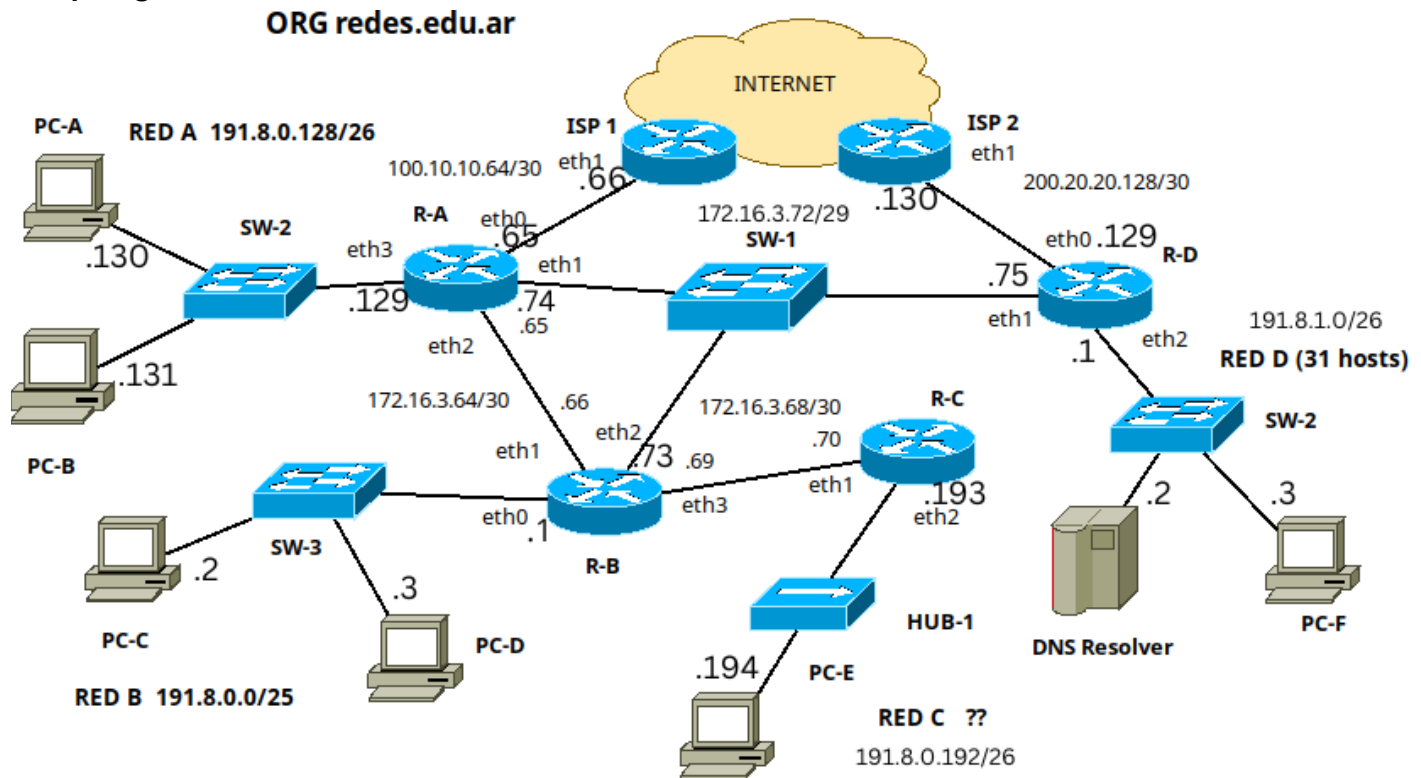 ORG redes.edu.ar
INTERNET
PC-A
RED A 191.8.0.128/26
ISP 1
ISP 2
eth1
eth1
100.10.10.64/30
.66
.130
200.20.20.128/30
172.16.3.72/29
SW-2
R-A
eth0
.65
SW-1
eth0
.129
R-D
.130
eth3
eth1
.75
.129
.74
.65
eth1
191.8.1.0/26
eth2
.1
eth2
RED D (31 hosts)
.131
172.16.3.64/30
.66
172.16.3.68/30
R-C
SW-2
PC-B
eth1
eth2
.70
.73
.69
eth1
.193
.2
.3
eth0
.1
eth3
eth2
SW-3
.2
R-B
.3
HUB-1
PC-F
PC-C
PC-D
DNS Resolver
.194
PC-E
RED B 191.8.0.0/25
RED C ??
191.8.0.192/26